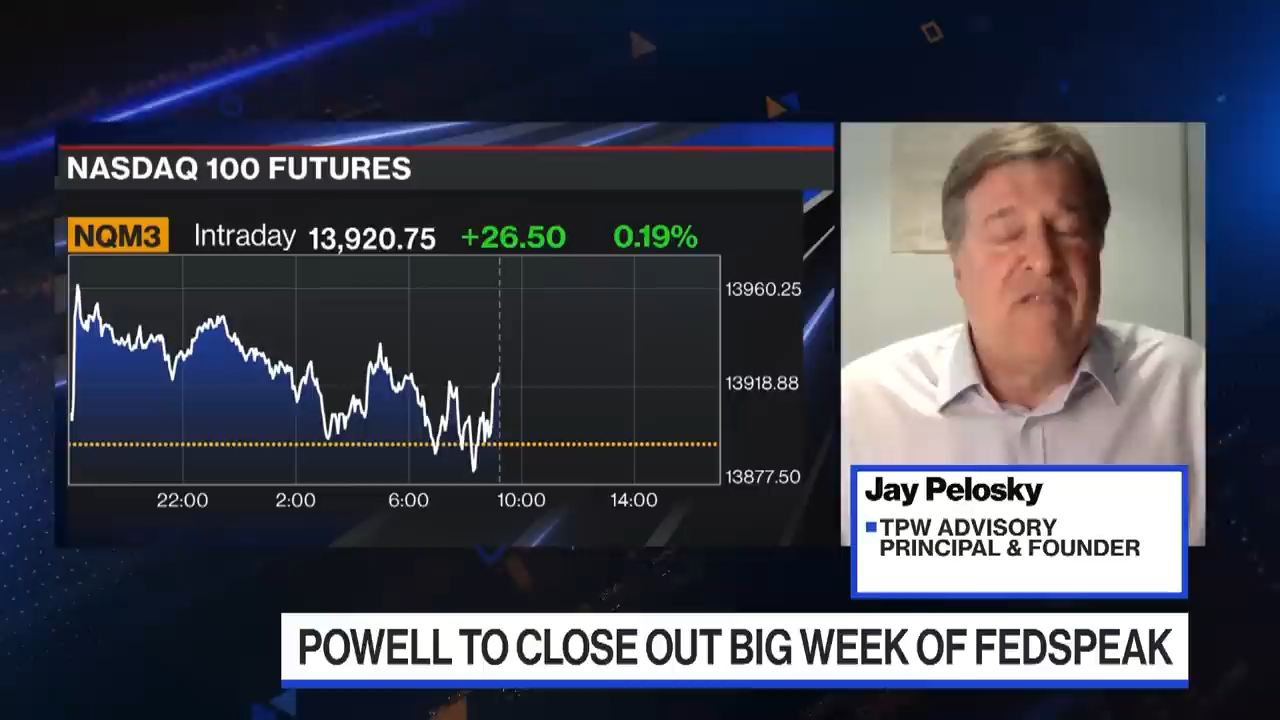 NASDAQ 100 FUTURES
NQM3 Intraday 13,920.75 +26.50 0.19%
13960.25
13918.88
13877.50
22:00 2:00 6:00 10:00 14:00
Jay Pelosky
TPW ADVISORY
PRINCIPAL & FOUNDER
POWELL TO CLOSE OUT BIG WEEK OF FEDSPEAK